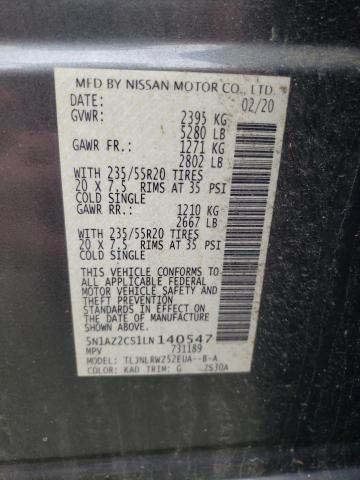 MFD BY NISSAN MOTOR CO., LTD.
DATE: 02/20
GVWR: 2395 KG
5280 LB
GAWR FR.: 1271 KG
2802 LB
WITH 235/55R20 TIRES
20 X 7.5 RIMS AT 35 PSI
COLD SINGLE
GAWR RR.: 1210 KG
2667 LB
WITH 235/55R20 TIRES
20 X 7.5 RIMS AT 35 PSI
COLD SINGLE
THIS VEHICLE CONFORMS TO
ALL APPLICABLE FEDERAL
MOTOR VEHICLE SAFETY
STANDARDS IN EFFECT ON
THE DATE OF MANUFACTURE
SHOWN ABOVE.
5N1AZ2CS1LN140547
MPV 731189
MODEL: TLJNLRWZ52EUA--B-A
COLOR: KAD TRIM: G